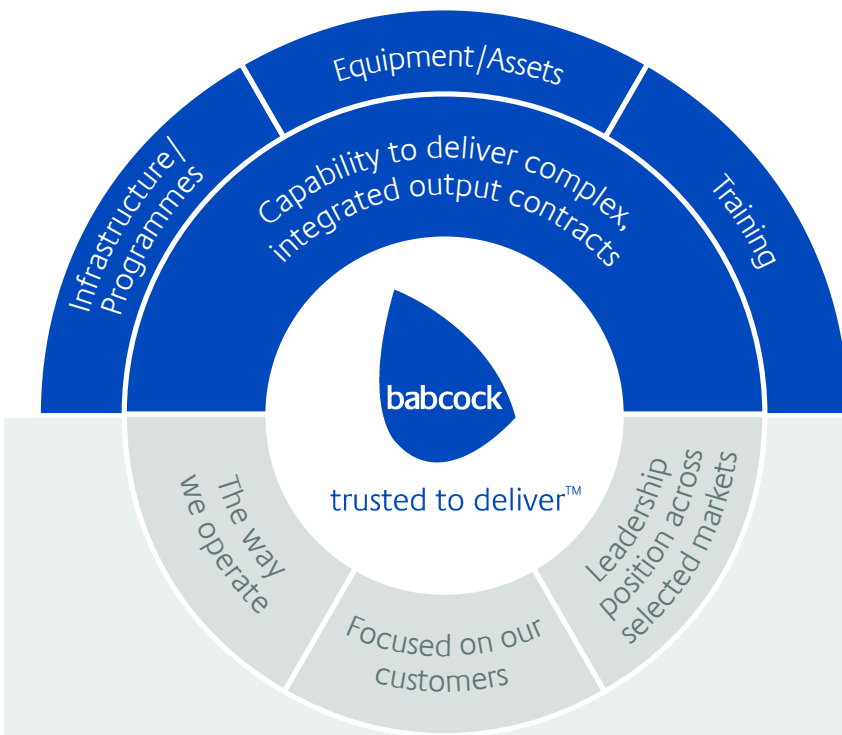 Equipment/Assets
Infrastructure/
Programmes
Training
Capability to deliver complex,
integrated output contracts
babcock
trusted to deliver™
The way
we operate
Focused on our
customers
Leadership
position across
selected markets